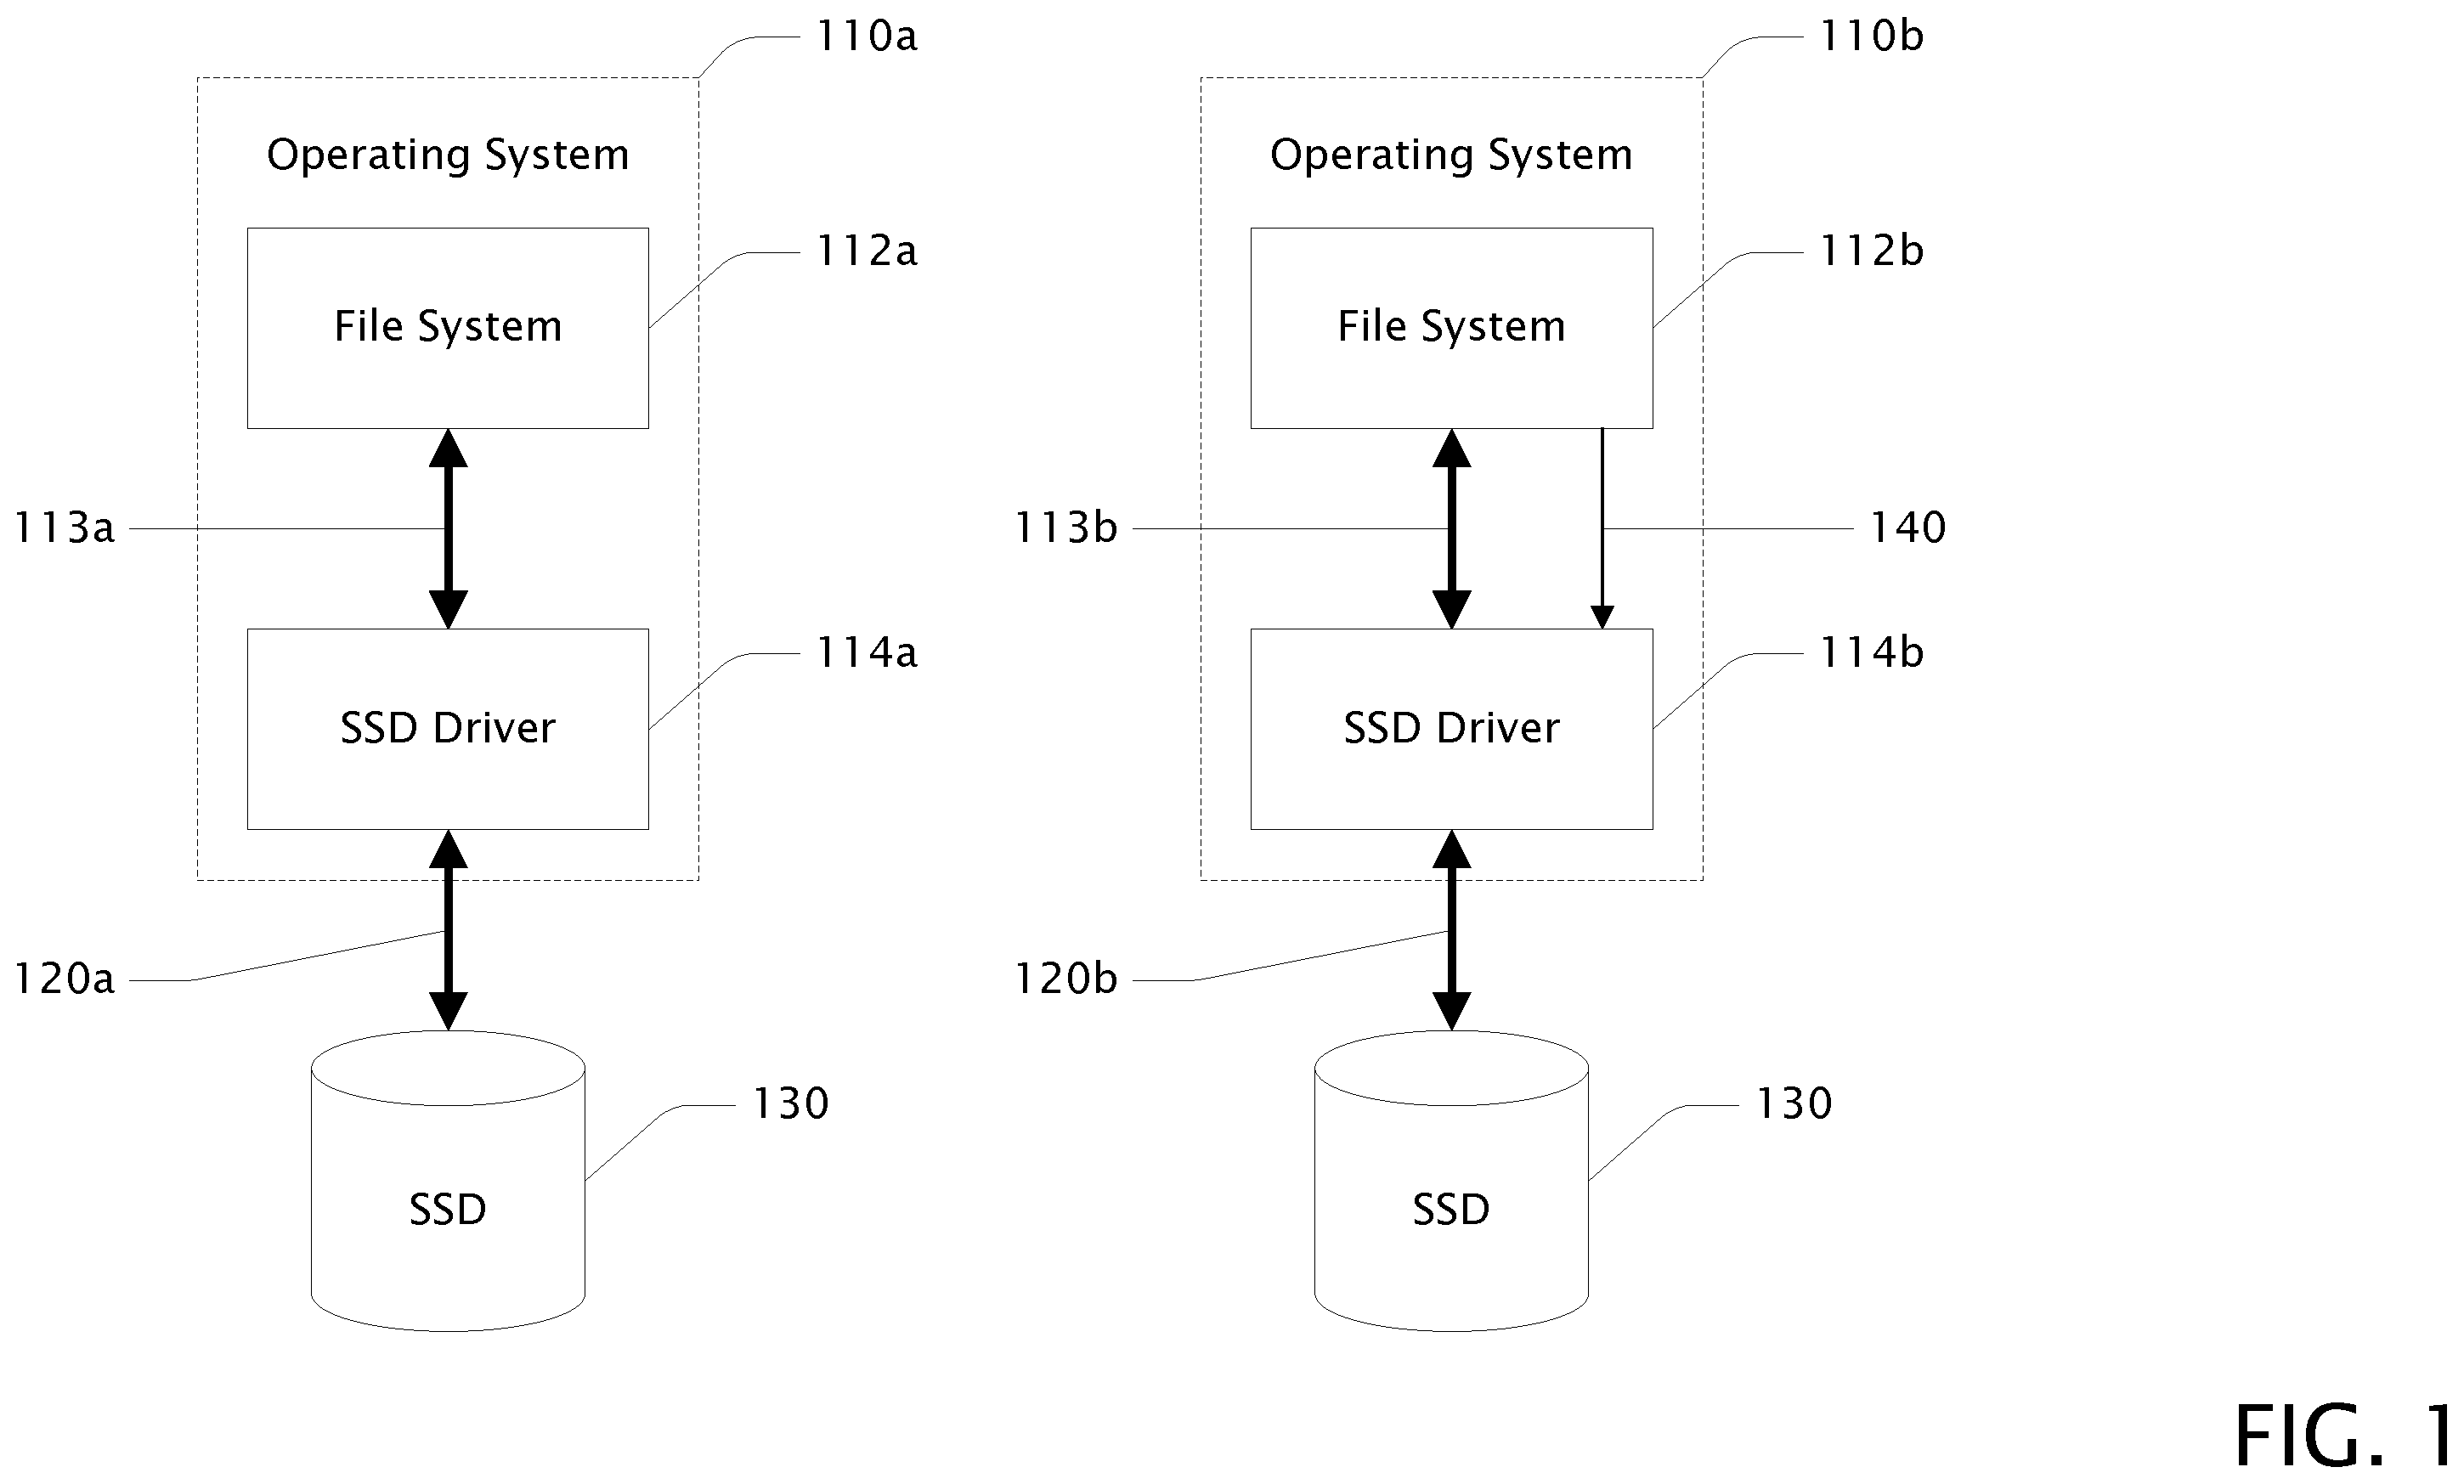 110a
Operating System
112a
File System
113a
114a
SSD Driver
120a
130
SSD
110b
Operating System
112b
File System
113b
140
114b
SSD Driver
120b
130
SSD
FIG. 1